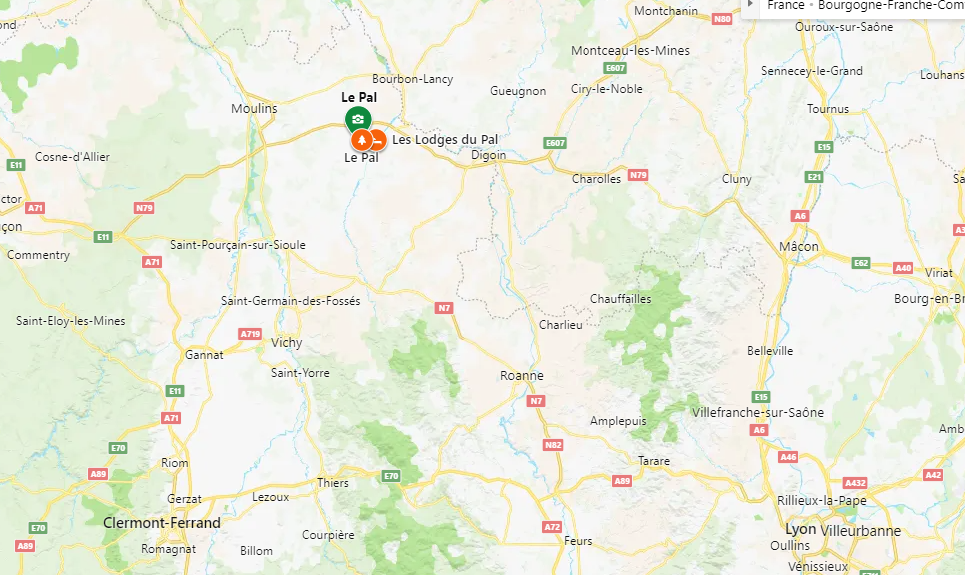 Montchanin
France • Bourgogne-Franche-Com
N80
Ouroux-sur-Saône
Montceau-les-Mines
E607
Sennecey-le-Grand
Louhans
Bourbon-Lancy
Gueugnon
Ciry-le-Noble
Moulins
Le Pal
Tournus
Les Lodges du Pal
E607
E15
Cosne-d'Allier
Le Pal
Digoin
E11
Charolles
N79
Cluny
E21
ctor
A71
N79
A6
çon
E11
Saint-Pourçain-sur-Sioule
Mâcon
Commentry
A71
E62
A40
Viriat
Saint-Germain-des-Fossés
Chauffailles
Bourg-en-Br
N7
Saint-Eloy-les-Mines
Charlieu
A719
Vichy
Gannat
Belleville
Saint-Yorre
Roanne
E11
N7
E15
A71
Amplepuis
Villefranche-sur-Saône
A6
Amb
E70
N82
A46
Riom
Tarare
A89
E70
A89
A42
Thiers
A432
Gerzat
Lezoux
Rillieux-la-Pape
Clermont-Ferrand
E70
A72
Lyon
Villeurbanne
Courpière
A89
Romagnat
Billom
Feurs
Oullins
Vénissieux